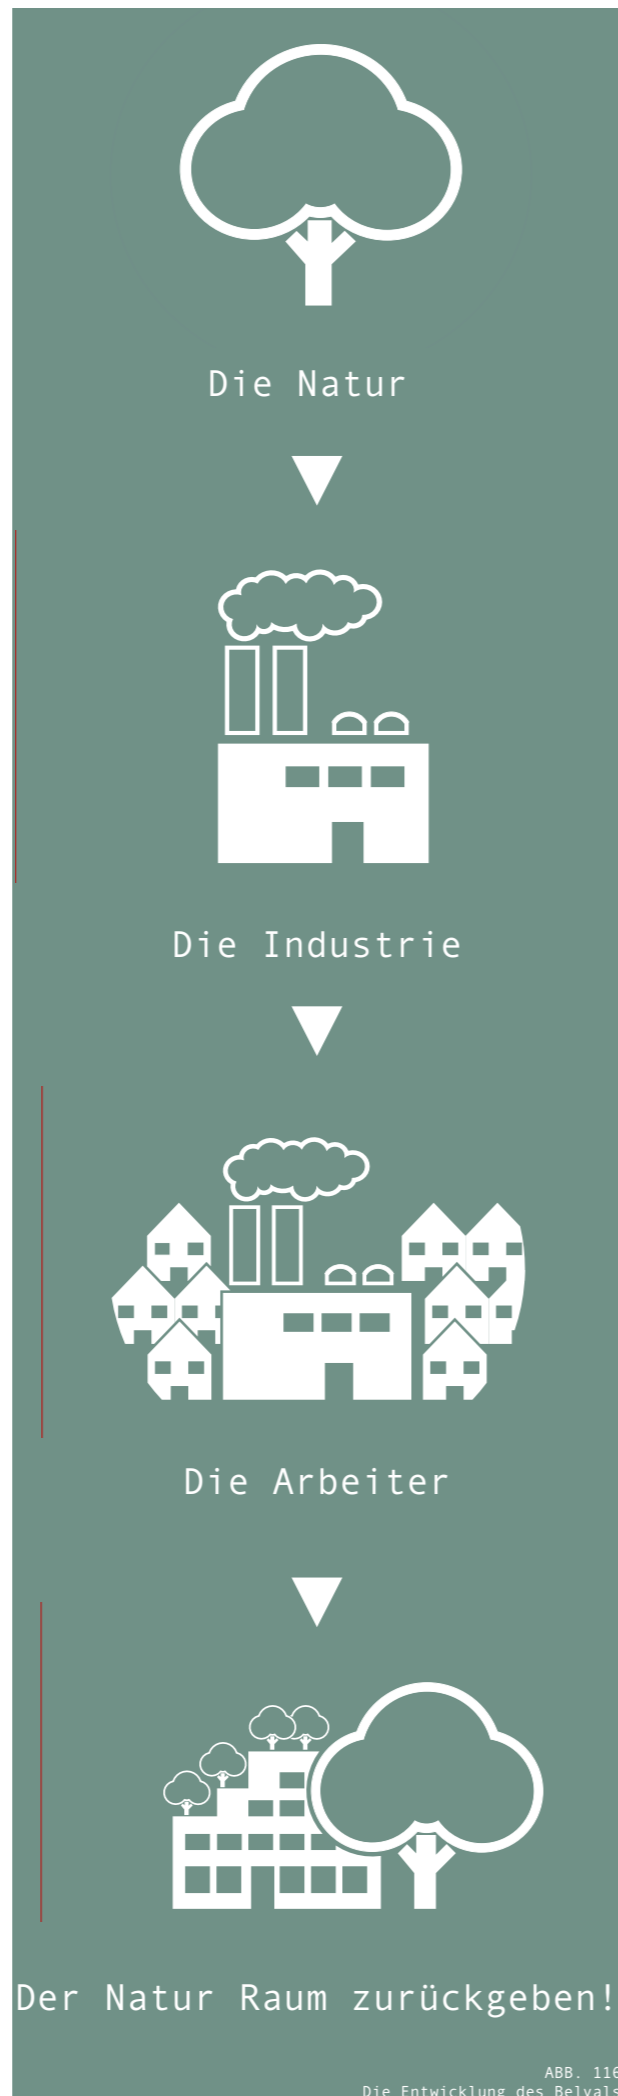 Die Natur
Die Industrie
Die Arbeiter
Der Natur Raum zurückgeben!
ABB. 116
Die Entwicklung des Belvals